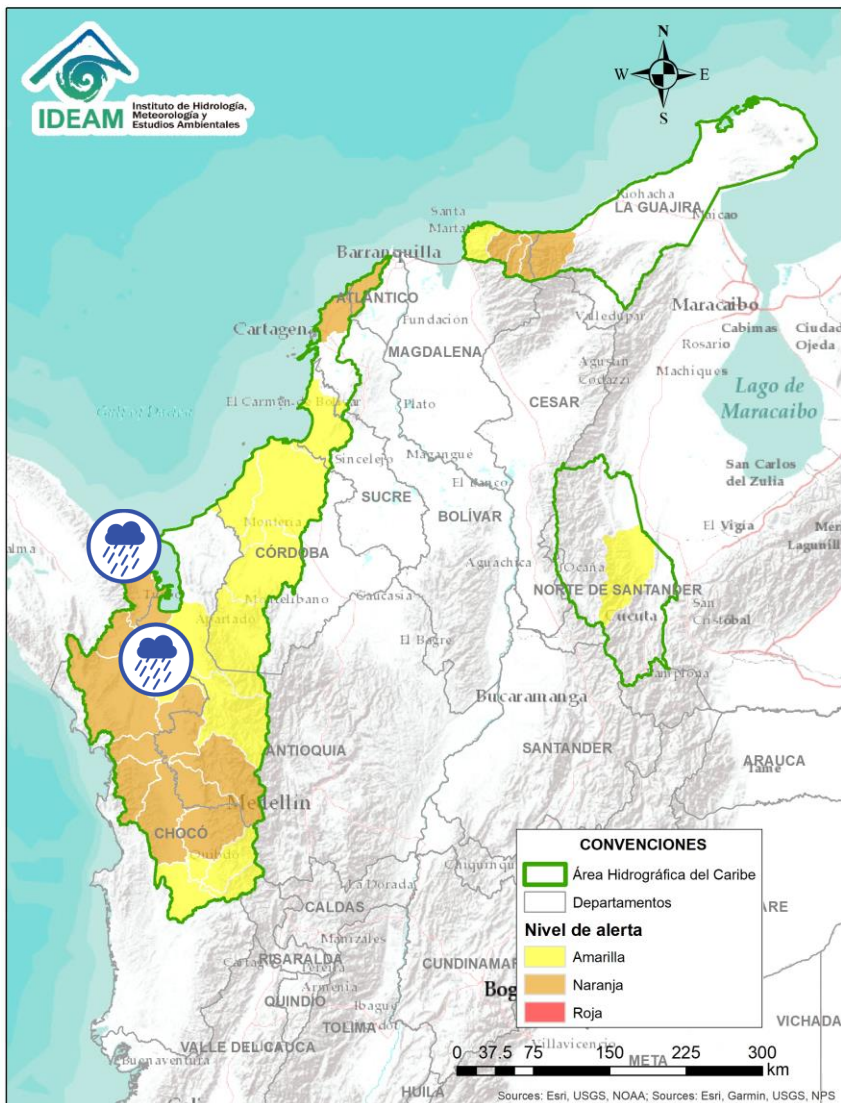 IDEAM
Instituto de Hidrología,
Meteorología y
Estudios Ambientales
N
W
E
S
Riohacha
LA GUAJIRA
Maicao
Santa
Marta
Barranquilla
ATLÁNTICO
Maracaibo
Cartagena
Fundación
Valledupar
Cabimas
Ciudad
Ojeda
Rosario
MAGDALENA
Machiques
Agustín
Codazzi
CESAR
Lago de
Maracaibo
El Carmen de Bolívar
Plato
Sincelejo
Magangue
San Carlos
del Zulia
El Banco
SUCRE
BOLÍVAR
Montería
El Vigía
CÓRDOBA
Aguachica
Ocaña
NORTE DE SANTANDER
Montelíbano
Caucasia
Apartadó
San
Cristóbal
Cúcuta
El Bagre
Pamplona
Bucaramanga
ANTIOQUIA
SANTANDER
ARAUCA
Tame
Medellín
CHOCÓ
Quibdó
La Dorada
CALDAS
Manizales
RISARALDA
Pereira
Armenia
QUINDÍO
Ibague
TOLIMA
VALLE DEL CAUCA
Buenaventura
HUILA
Villavicencio
META
VICHADA
CONVENCIONES
Área Hidrográfica del Caribe
Departamentos
Nivel de alerta
Amarilla
Naranja
Roja
0 37.5 75 150 225 300
km
Sources: Esri, USGS, NOAA; Sources: Esri, Garmin, USGS, NPS